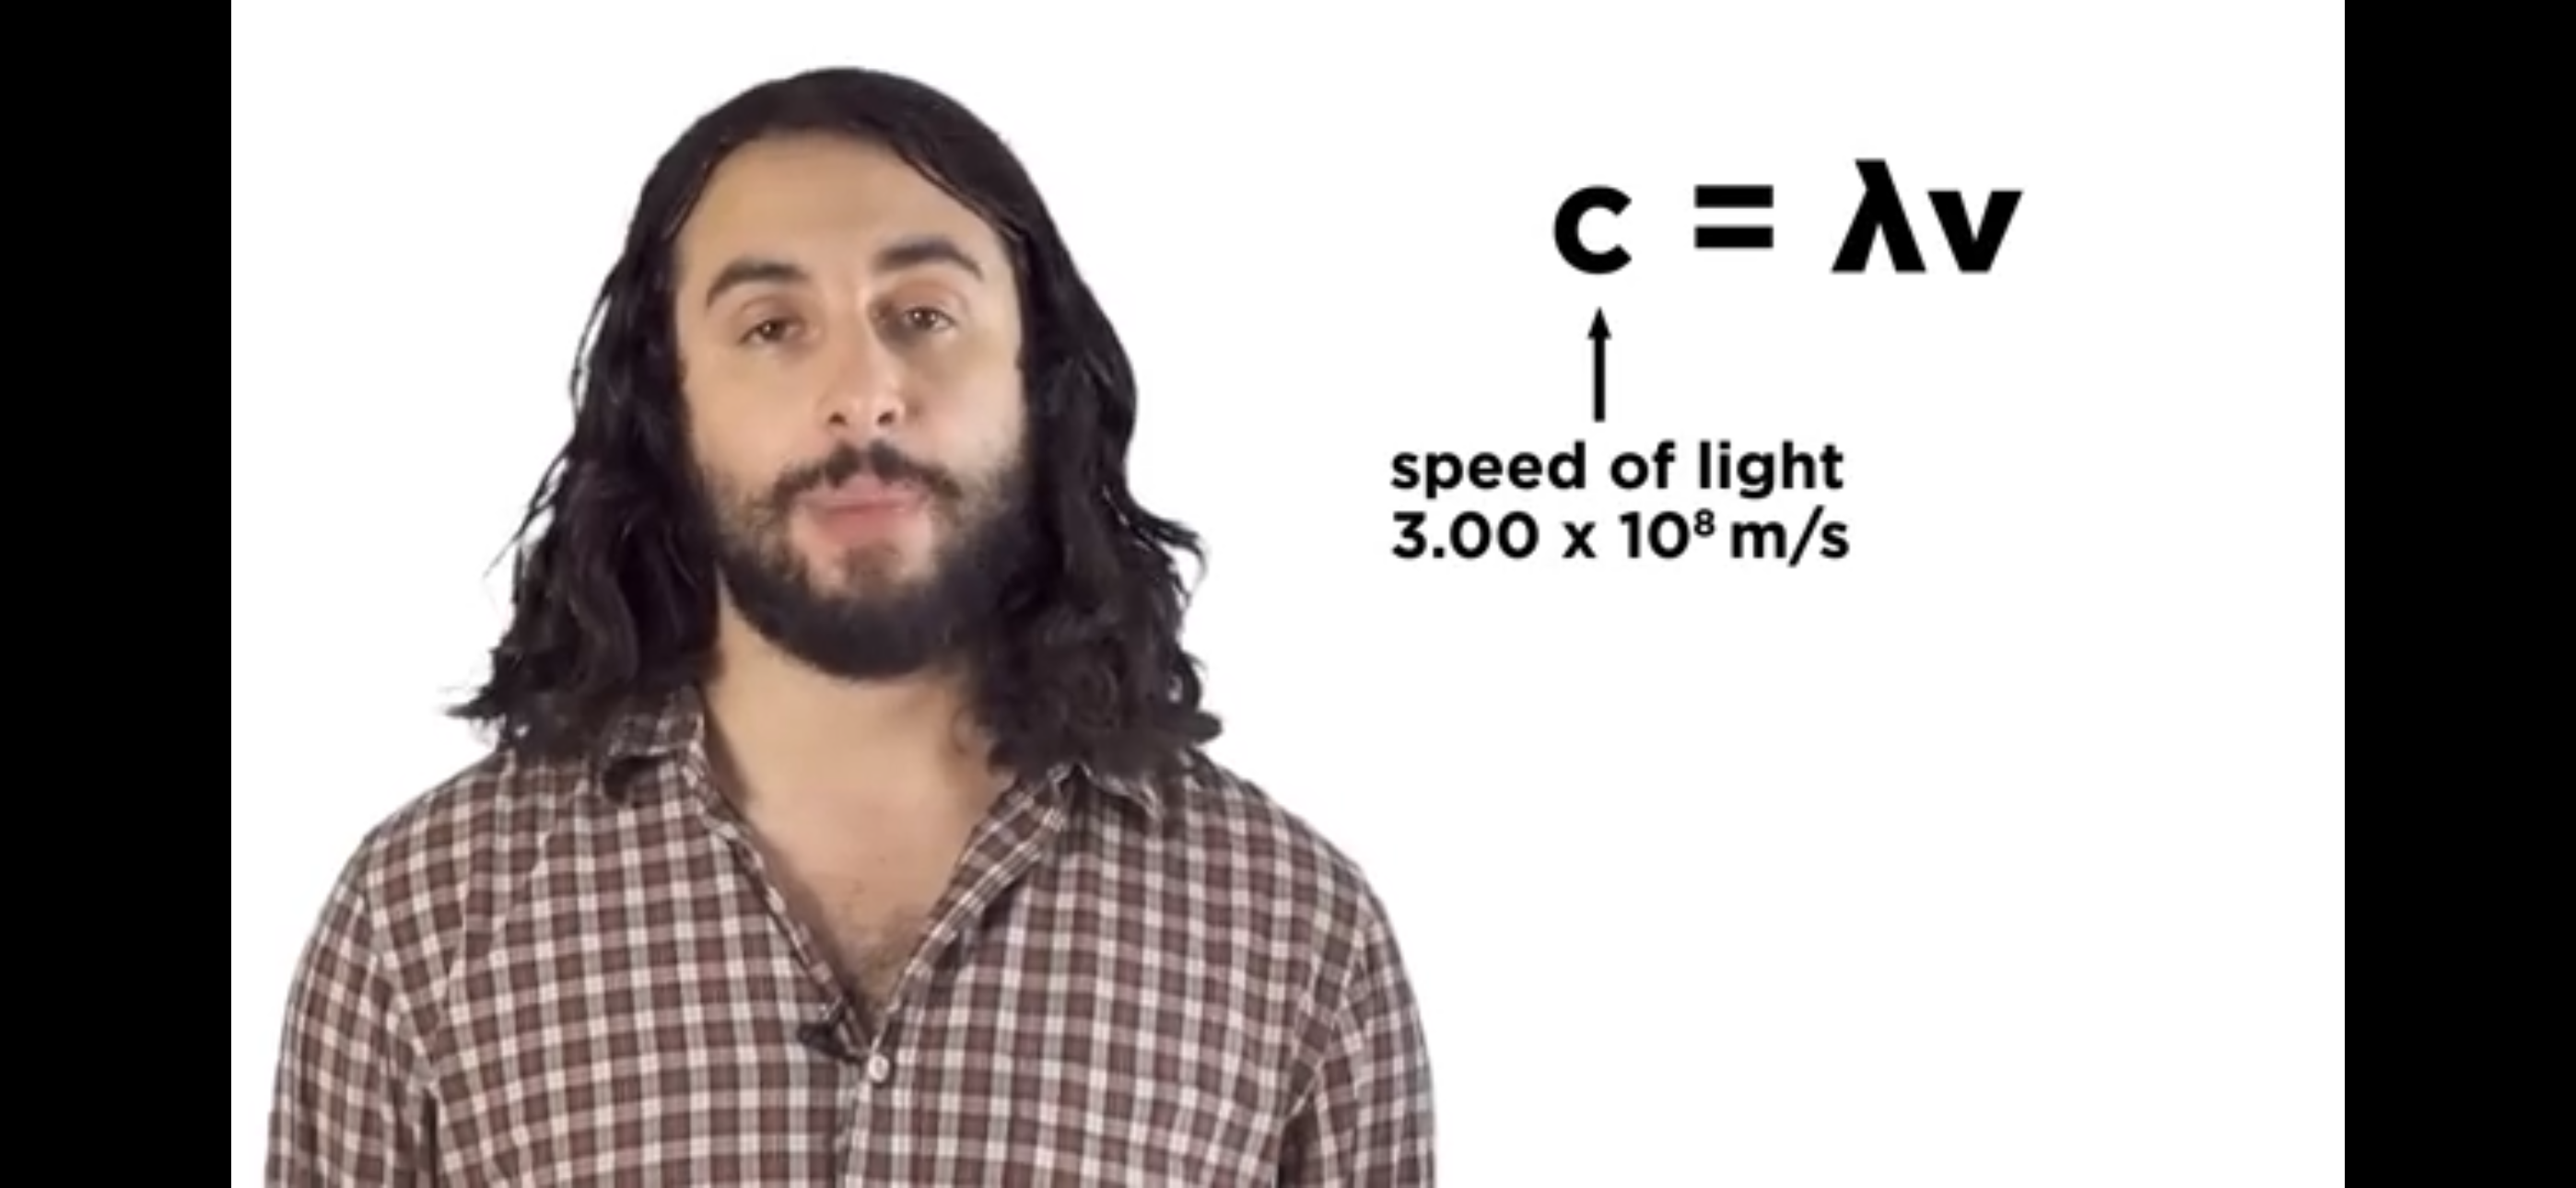 c = λv
speed of light
3.00 x 10⁸ m/s